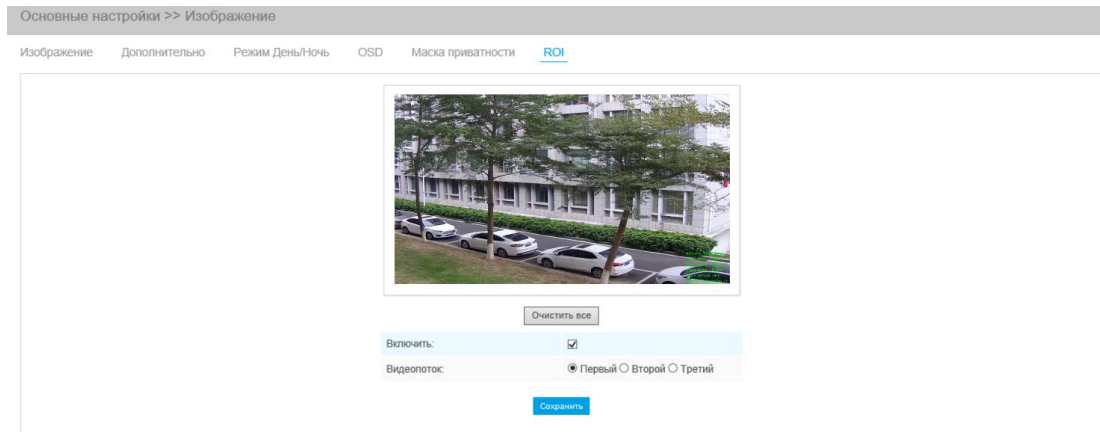 Основные настройки >> Изображение
Изображение Дополнительно Режим День/Ночь OSD Маска приватности ROI
Очистить все
Включить:
Видеопоток: Первый Второй Третий
Сохранить